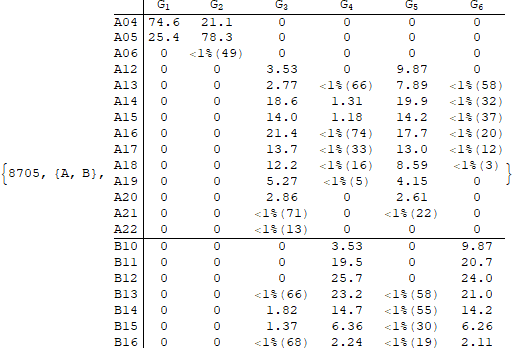 G1 G2 G3 G4 G5 G6
A04 74.6 21.1 0 0 0 0
A05 25.4 78.3 0 0 0 0
A06 0 <1%(49) 0 0 0 0
A12 0 0 3.53 0 9.87 0
A13 0 0 2.77 <1%(66) 7.89 <1%(58)
A14 0 0 18.6 1.31 19.9 <1%(32)
A15 0 0 14.0 1.18 14.2 <1%(37)
A16 0 0 21.4 <1%(74) 17.7 <1%(20)
A17 0 0 13.7 <1%(33) 13.0 <1%(12)
A18 0 0 12.2 <1%(16) 8.59 <1%(3)
{8705, {A, B}, }
A19 0 0 5.27 <1%(5) 4.15 0
A20 0 0 2.86 0 2.61 0
A21 0 0 <1%(71) 0 <1%(22) 0
A22 0 0 <1%(13) 0 0 0
B10 0 0 0 3.53 0 9.87
B11 0 0 0 19.5 0 20.7
B12 0 0 0 25.7 0 24.0
B13 0 0 <1%(66) 23.2 <1%(58) 21.0
B14 0 0 1.82 14.7 <1%(55) 14.2
B15 0 0 1.37 6.36 <1%(30) 6.26
B16 0 0 <1%(68) 2.24 <1%(19) 2.11